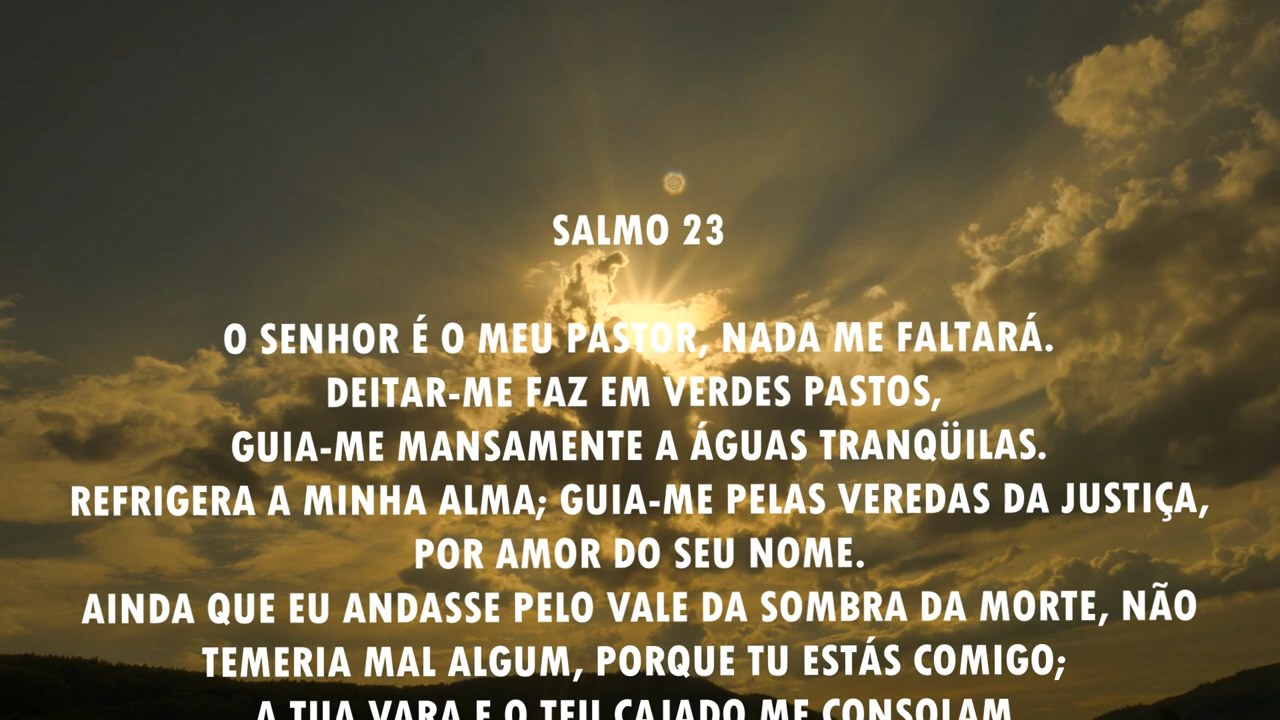 SALMO 23
O SENHOR É O MEU PASTOR, NADA ME FALTARÁ.
DEITAR-ME FAZ EM VERDES PASTOS,
GUIA-ME MANSAMENTE A ÁGUAS TRANQÜILAS.
REFRIGERA A MINHA ALMA; GUIA-ME PELAS VEREDAS DA JUSTIÇA,
POR AMOR DO SEU NOME.
AINDA QUE EU ANDASSE PELO VALE DA SOMBRA DA MORTE, NÃO
TEMERIA MAL ALGUM, PORQUE TU ESTÁS COMIGO;
A TUA VARA E O TEU CAJADO ME CONSOLAM